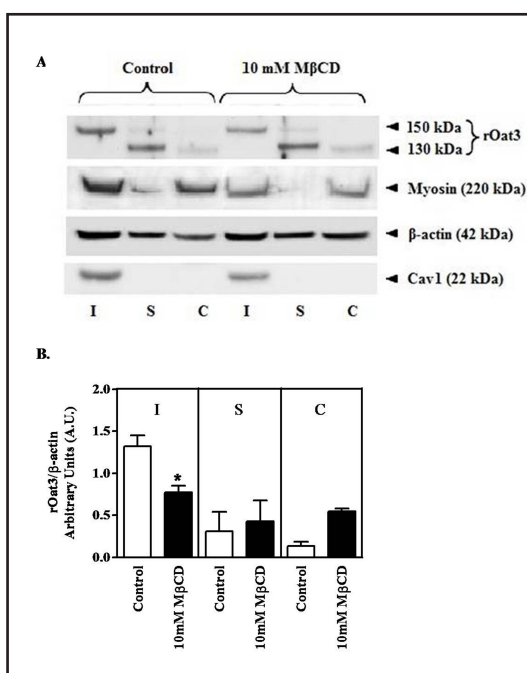 A
Control 10 mM MβCD
150 kDa
rOat3
130 kDa
Myosin (220 kDa)
β-actin (42 kDa)
Cav1 (22 kDa)
I S C I S C
B.
rOat3/β-actin
Arbitrary Units (A.U.)
2.0
1.5
1.0
0.5
0.0
I S C
*
Control
10mM MβCD
Control
10mM MβCD
Control
10mM MβCD